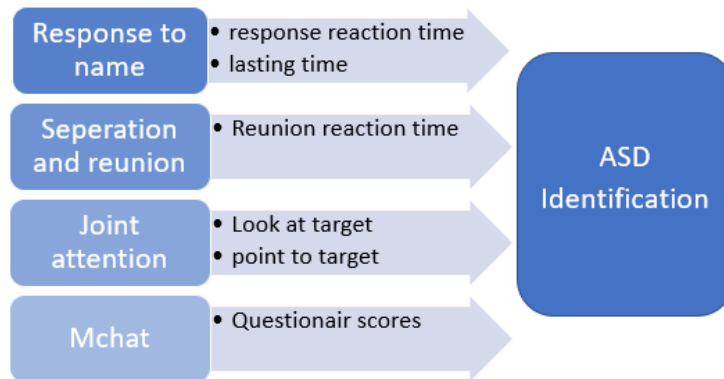 Response to
name
• response reaction time
• lasting time
Seperation
and reunion
• Reunion reaction time
Joint
attention
• Look at target
• point to target
Mchat
• Questionair scores
ASD
Identification